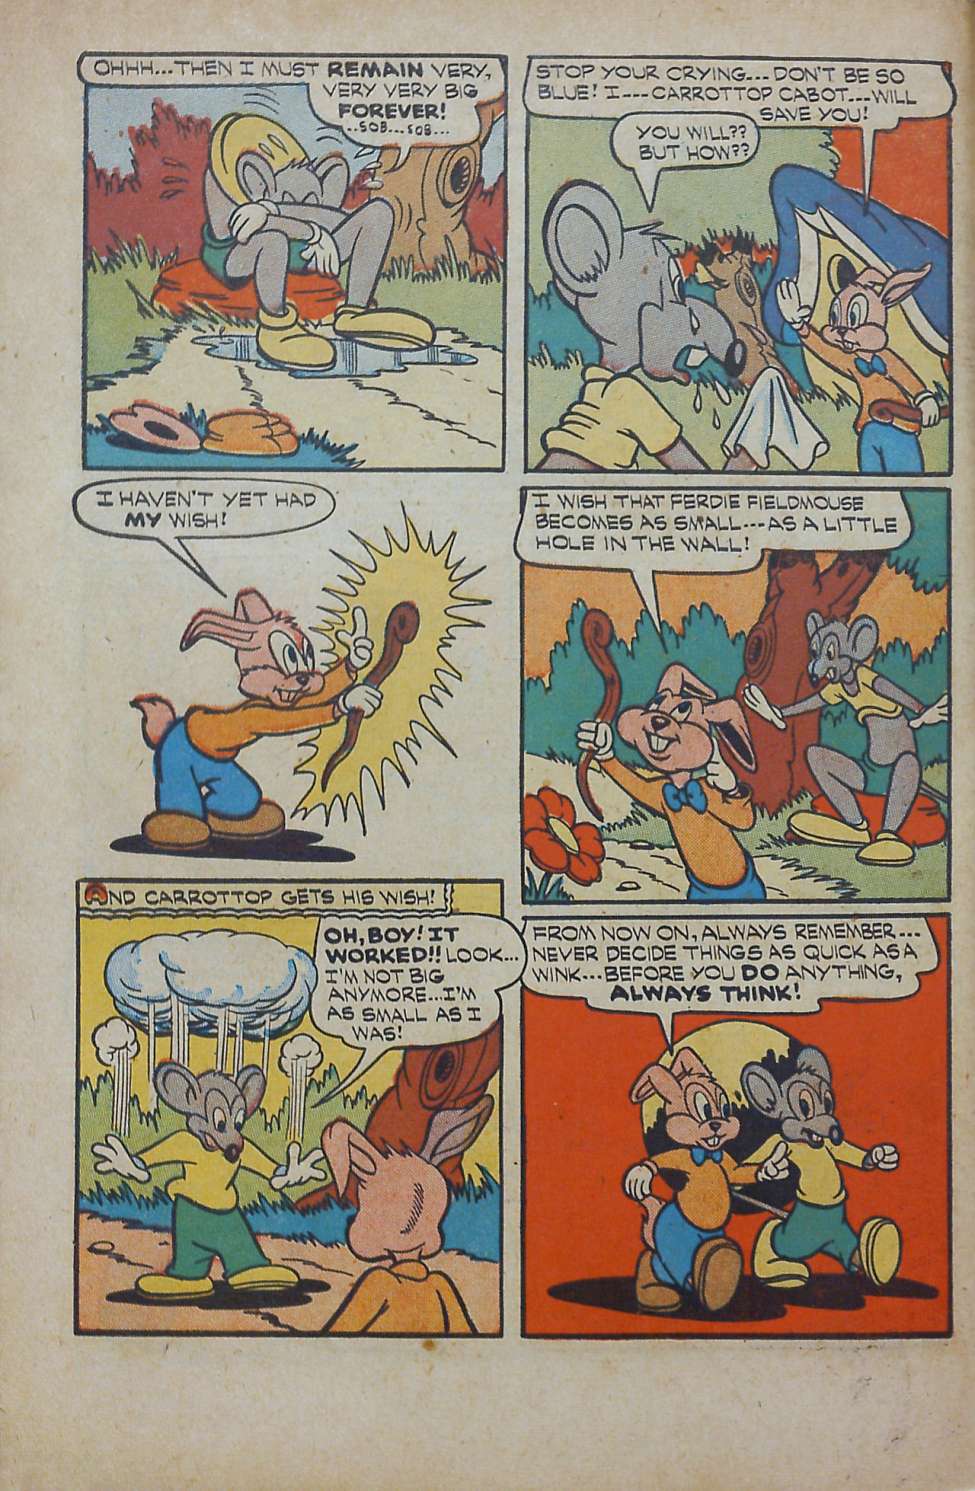 OHHH...THEN I MUST REMAIN VERY,
VERY VERY BIG
FOREVER!
..SOB...SOB...
STOP YOUR CRYING... DON'T BE SO
BLUE! I---CARROTTOP CABOT...WILL
SAVE YOU!
YOU WILL??
BUT HOW??
I HAVEN'T YET HAD
MY WISH!
I WISH THAT FERDIE FIELDMOUSE
BECOMES AS SMALL---AS A LITTLE
HOLE IN THE WALL!
AND CARROTTOP GETS HIS WISH!
OH, BOY! IT
WORKED!! LOOK...
I'M NOT BIG
ANYMORE...I'M
AS SMALL AS I
WAS!
FROM NOW ON, ALWAYS REMEMBER...
NEVER DECIDE THINGS AS QUICK AS A
WINK...BEFORE YOU DO ANYTHING,
ALWAYS THINK!